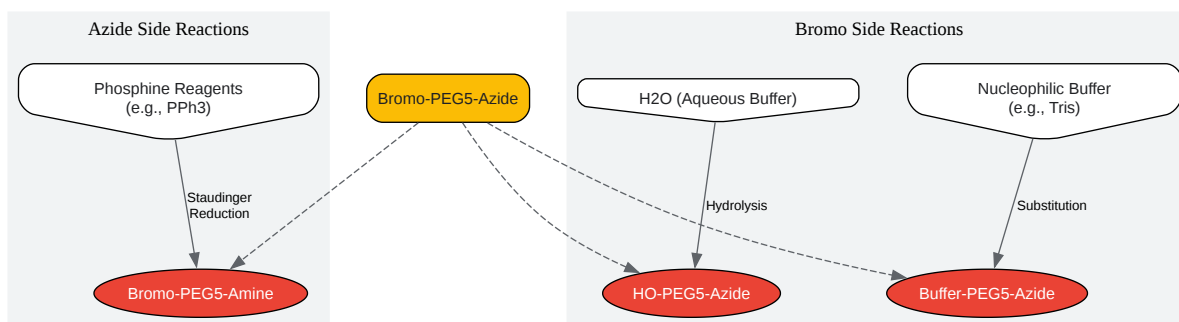 Azide Side Reactions
Bromo Side Reactions
Phosphine Reagents
(e.g., PPh3)
Bromo-PEG5-Azide
H2O (Aqueous Buffer)
Nucleophilic Buffer
(e.g., Tris)
Staudinger
Reduction
Hydrolysis
Substitution
Bromo-PEG5-Amine
HO-PEG5-Azide
Buffer-PEG5-Azide